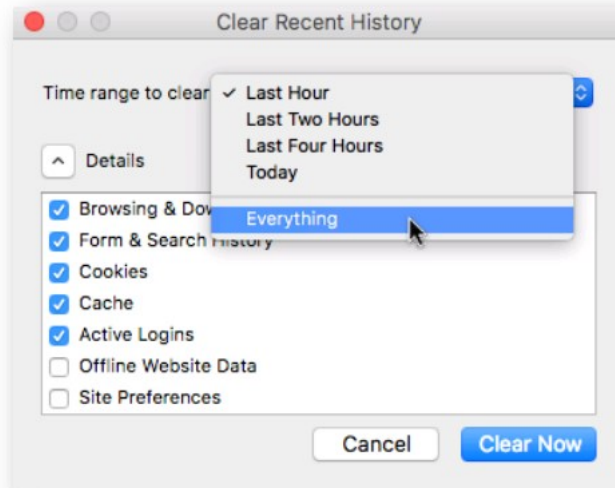 Clear Recent History
Time range to clear
Last Hour
Last Two Hours
Last Four Hours
Today
Everything
Details
Browsing &
Form & Search History
Cookies
Cache
Active Logins
Offline Website Data
Site Preferences
Cancel Clear Now